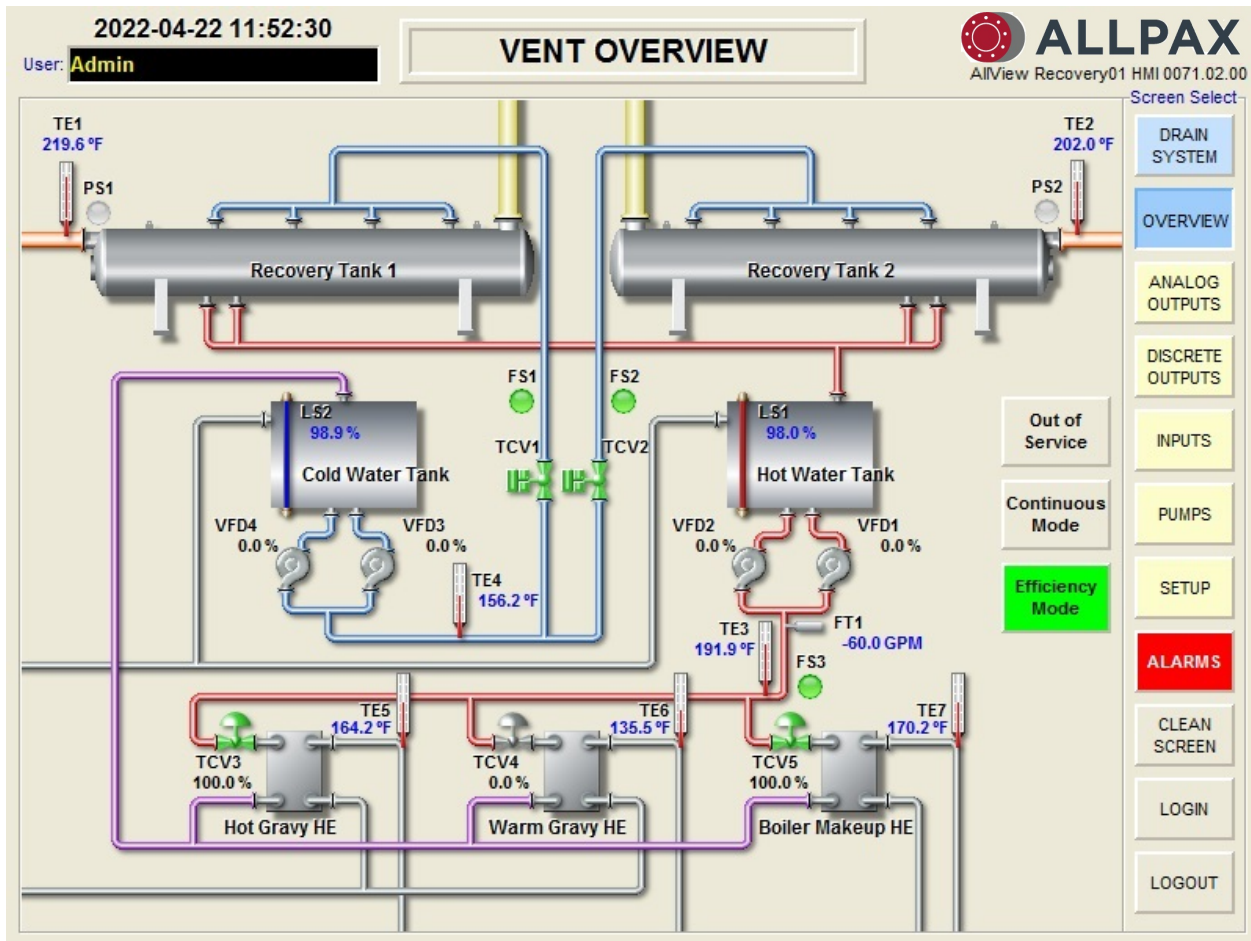 2022-04-22 11:52:30
User: Admin
VENT OVERVIEW
ALLPAX
AllView Recovery01 HMI 0071.02.00
Screen Select
TE1
219.6 ºF
PS1
TE2
202.0 ºF
PS2
Recovery Tank 1
Recovery Tank 2
FS1
FS2
LS2
98.9 %
Cold Water Tank
TCV1
TCV2
LS1
98.0 %
Hot Water Tank
VFD4
0.0 %
VFD3
0.0 %
VFD2
0.0 %
VFD1
0.0 %
TE4
156.2 ºF
TE3
191.9 ºF
FT1
-60.0 GPM
FS3
TE5
164.2 ºF
TE6
135.5 ºF
TE7
170.2 ºF
TCV3
100.0 %
TCV4
0.0 %
TCV5
100.0 %
Hot Gravy HE
Warm Gravy HE
Boiler Makeup HE
Out of
Service
Continuous
Mode
Efficiency
Mode
DRAIN
SYSTEM
OVERVIEW
ANALOG
OUTPUTS
DISCRETE
OUTPUTS
INPUTS
PUMPS
SETUP
ALARMS
CLEAN
SCREEN
LOGIN
LOGOUT